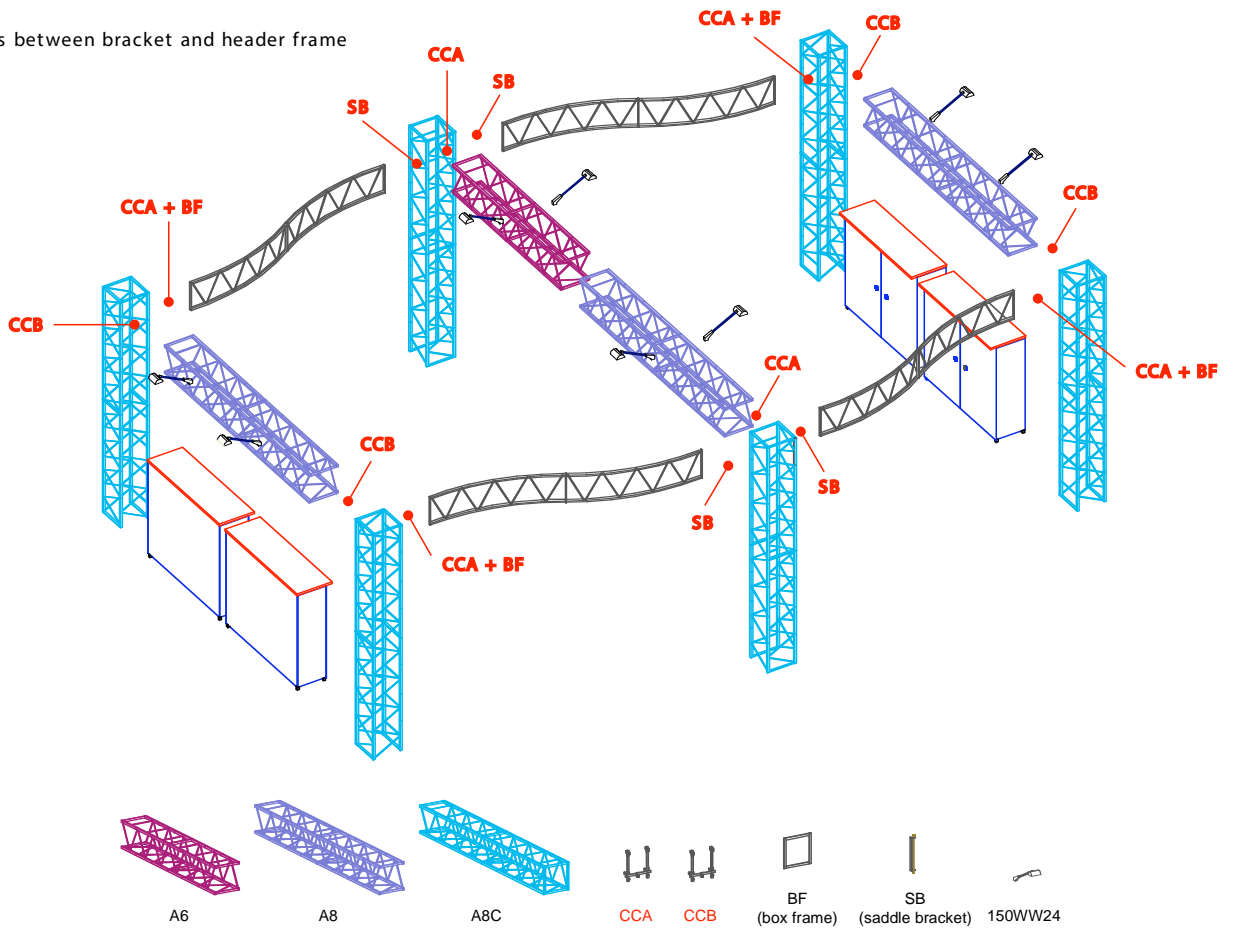 s between bracket and header frame
CCA + BF
CCB
CCA
SB
SB
CCA + BF
CCB
CCB
CCA + BF
CCA
CCB
SB
SB
CCA + BF
A6
A8
A8C
CCA
CCB
BF
(box frame)
SB
(saddle bracket)
150WW24